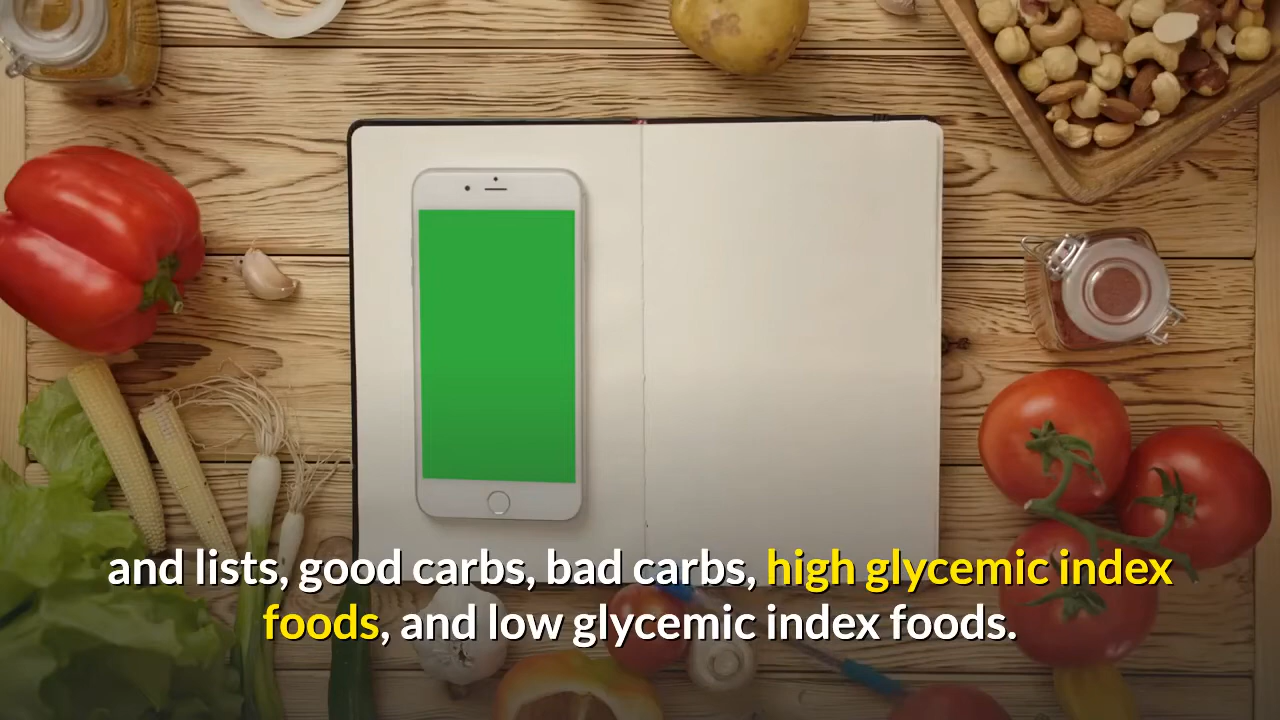 and lists, good carbs, bad carbs, high glycemic index
foods, and low glycemic index foods.